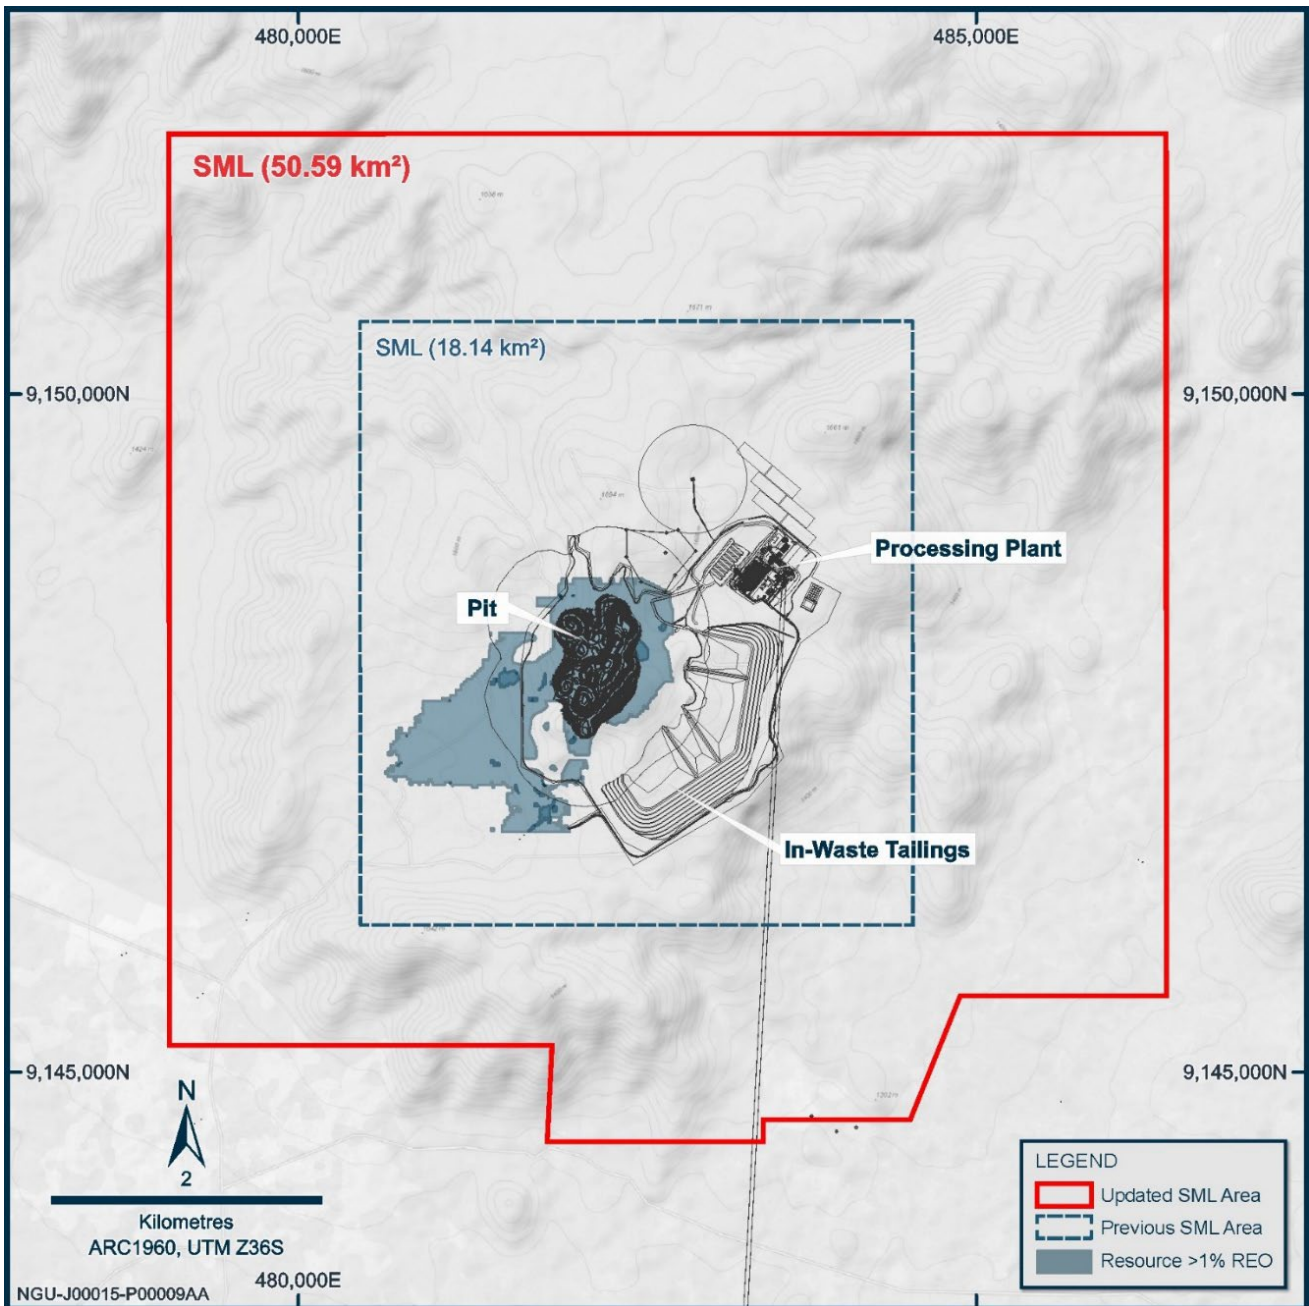 480,000E
485,000E
SML (50.59 km²)
SML (18.14 km²)
9,150,000N
9,150,000N
Processing Plant
Pit
In-Waste Tailings
9,145,000N
9,145,000N
N
2
Kilometres
ARC1960, UTM Z36S
480,000E
NGU-J00015-P00009AA
LEGEND
Updated SML Area
Previous SML Area
Resource >1% REO